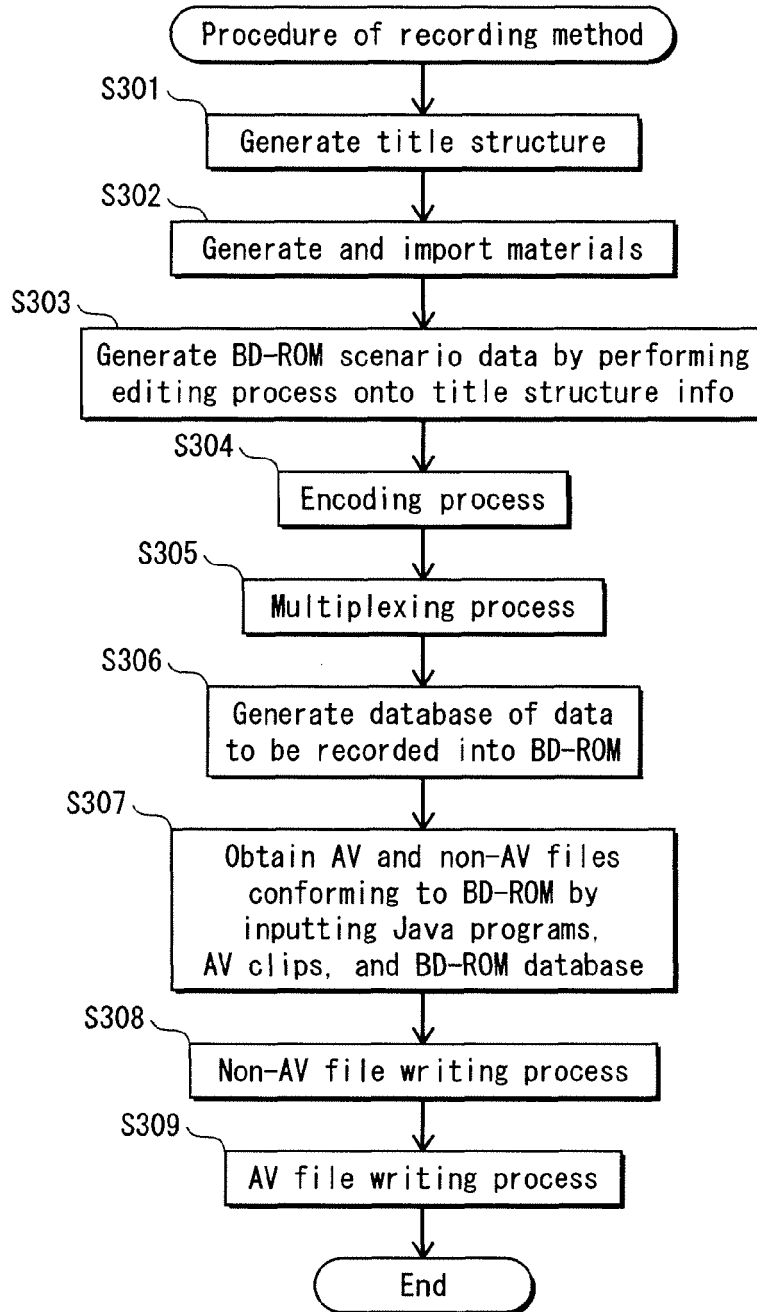 Procedure of recording method
S301
Generate title structure
S302
Generate and import materials
S303
Generate BD-ROM scenario data by performing
editing process onto title structure info
S304
Encoding process
S305
Multiplexing process
S306
Generate database of data
to be recorded into BD-ROM
S307
Obtain AV and non-AV files
conforming to BD-ROM by
inputting Java programs,
AV clips, and BD-ROM database
S308
Non-AV file writing process
S309
AV file writing process
End